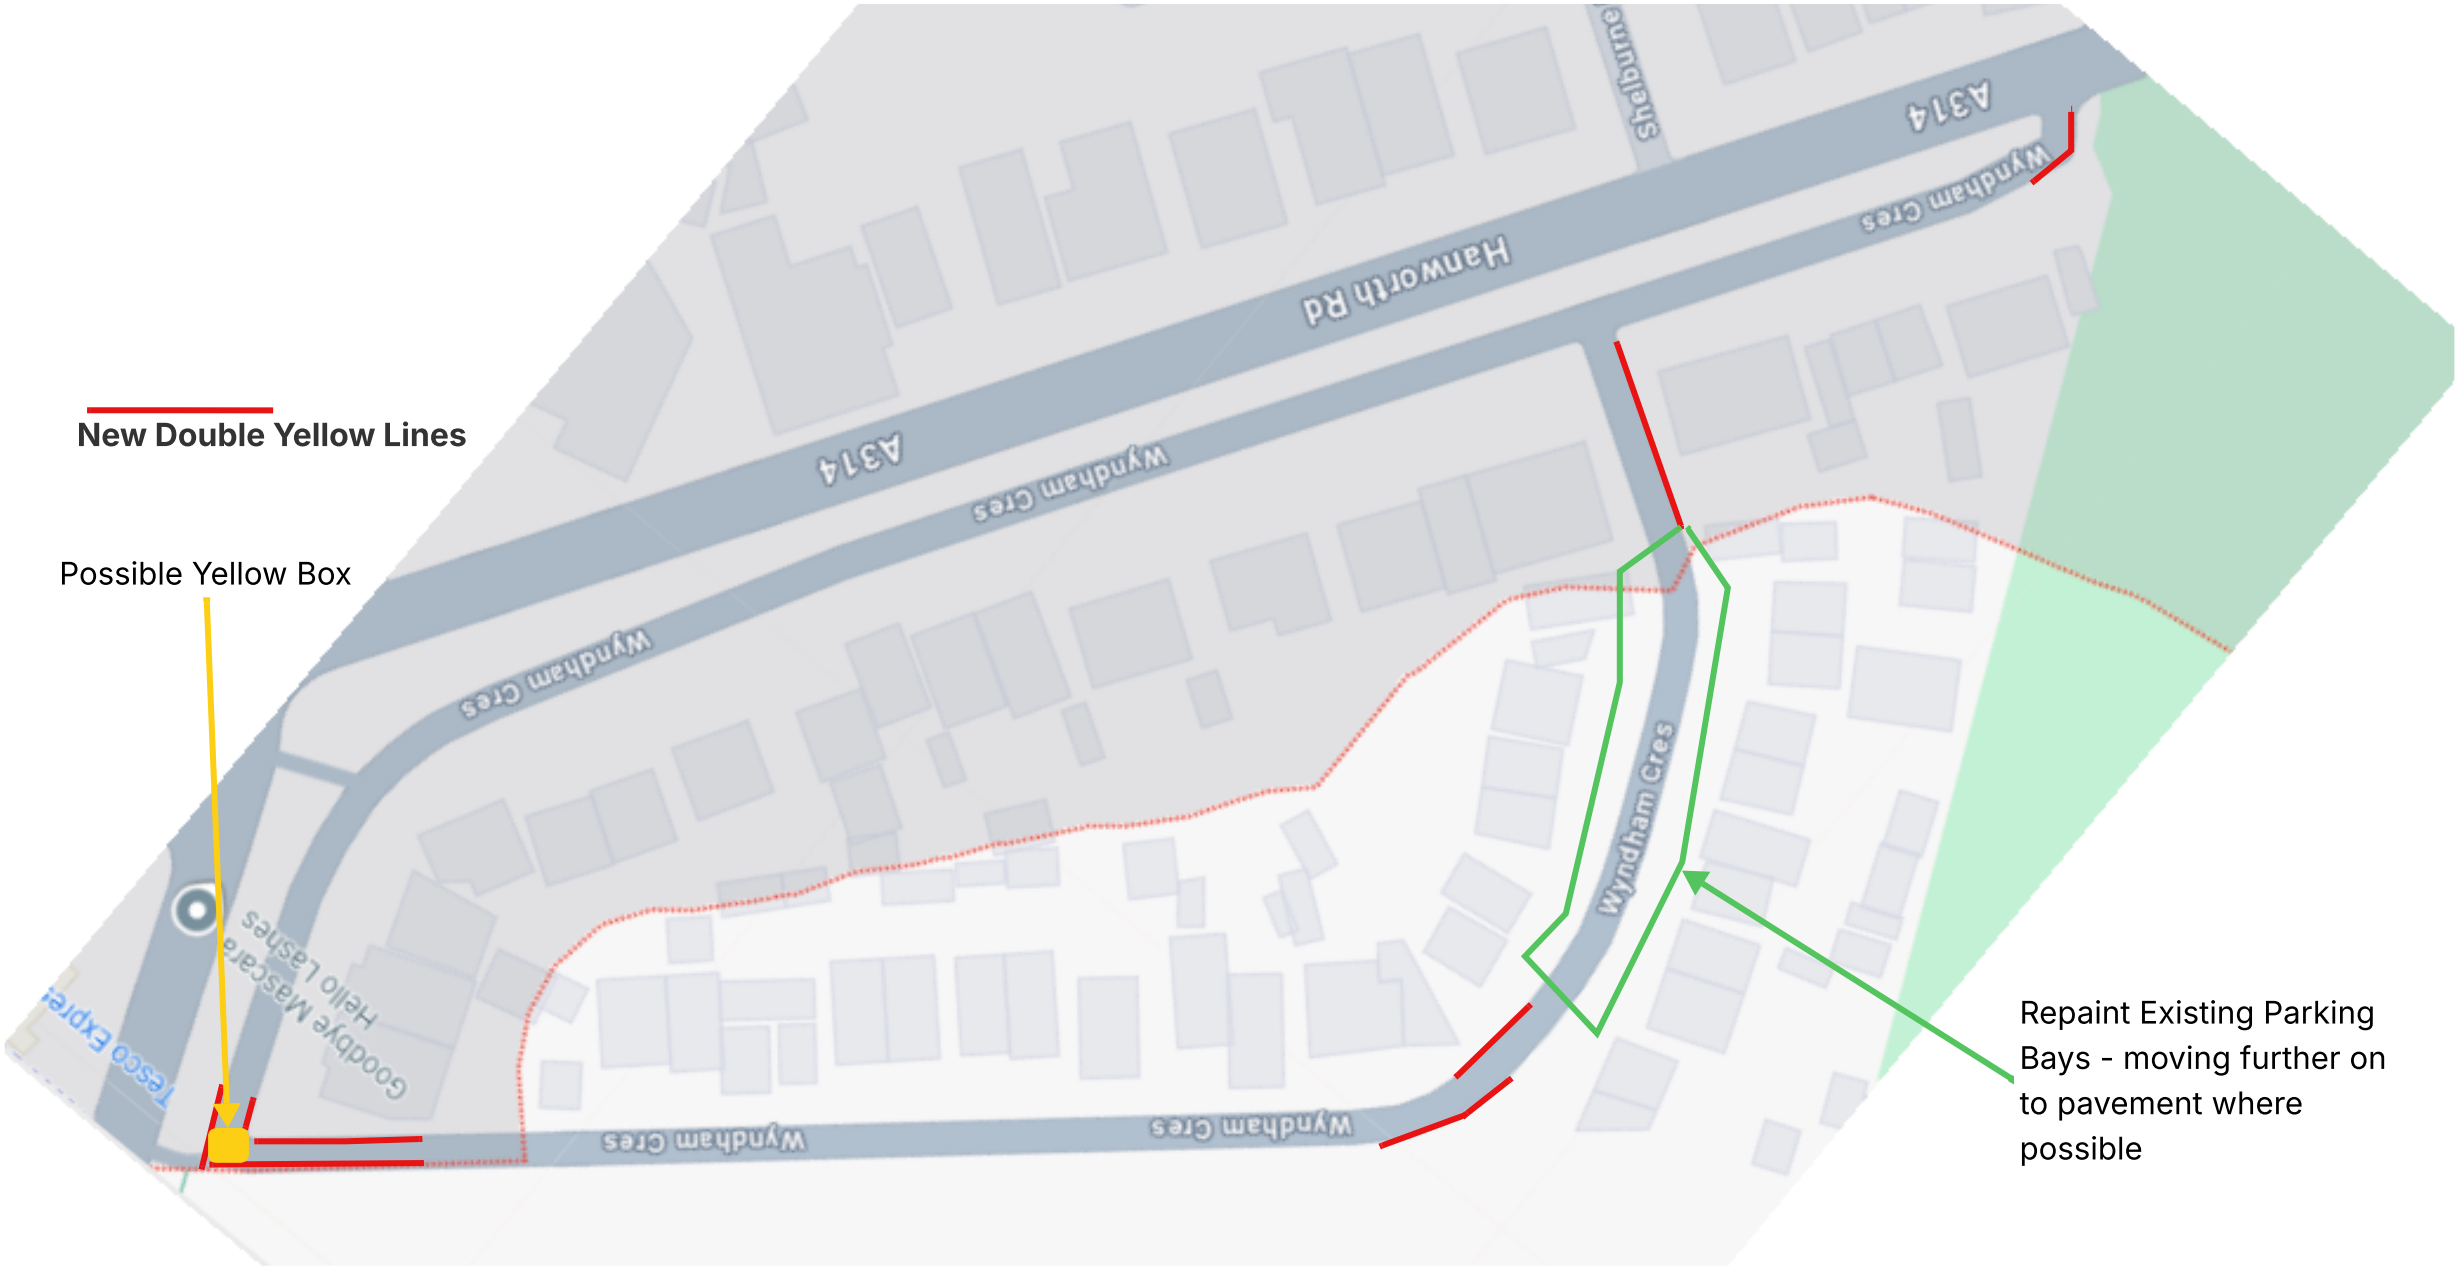 Shelburne
A314
Wyndham Cres
Hanworth Rd
New Double Yellow Lines
A314
Wyndham Cres
Possible Yellow Box
Wyndham Cres
Wyndham Cres
Goodbye Mascara
Hello Lashes
Tesco Expres
Repaint Existing Parking
Bays - moving further on
to pavement where
possible
Wyndham Cres
Wyndham Cres